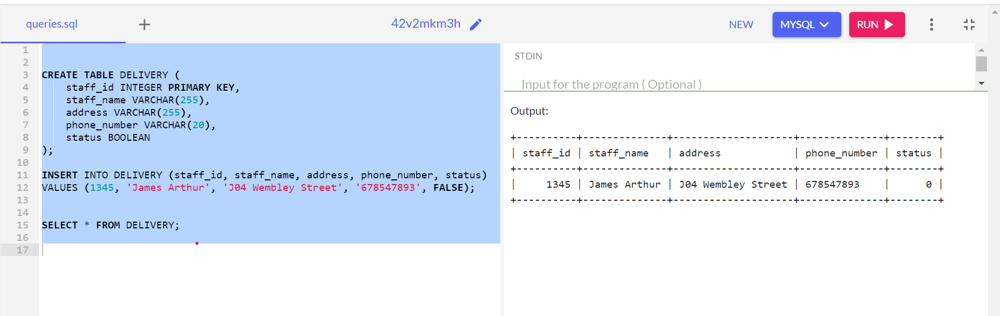 queries.sql + 42v2mkm3h NEW MYSQL RUN
1
2
3 CREATE TABLE DELIVERY (
4 staff_id INTEGER PRIMARY KEY,
5 staff_name VARCHAR(255),
6 address VARCHAR(255),
7 phone_number VARCHAR(20),
8 status BOOLEAN
9 );
10
11 INSERT INTO DELIVERY (staff_id, staff_name, address, phone_number, status)
12 VALUES (1345, 'James Arthur', 'J04 Wembley Street', '678547893', FALSE);
13
14
15 SELECT * FROM DELIVERY;
16
17
STDIN
Input for the program ( Optional )
Output:
+----------+--------------+--------------------+--------------+--------+
| staff_id | staff_name | address | phone_number | status |
+----------+--------------+--------------------+--------------+--------+
| 1345 | James Arthur | J04 Wembley Street | 678547893 | 0 |
+----------+--------------+--------------------+--------------+--------+